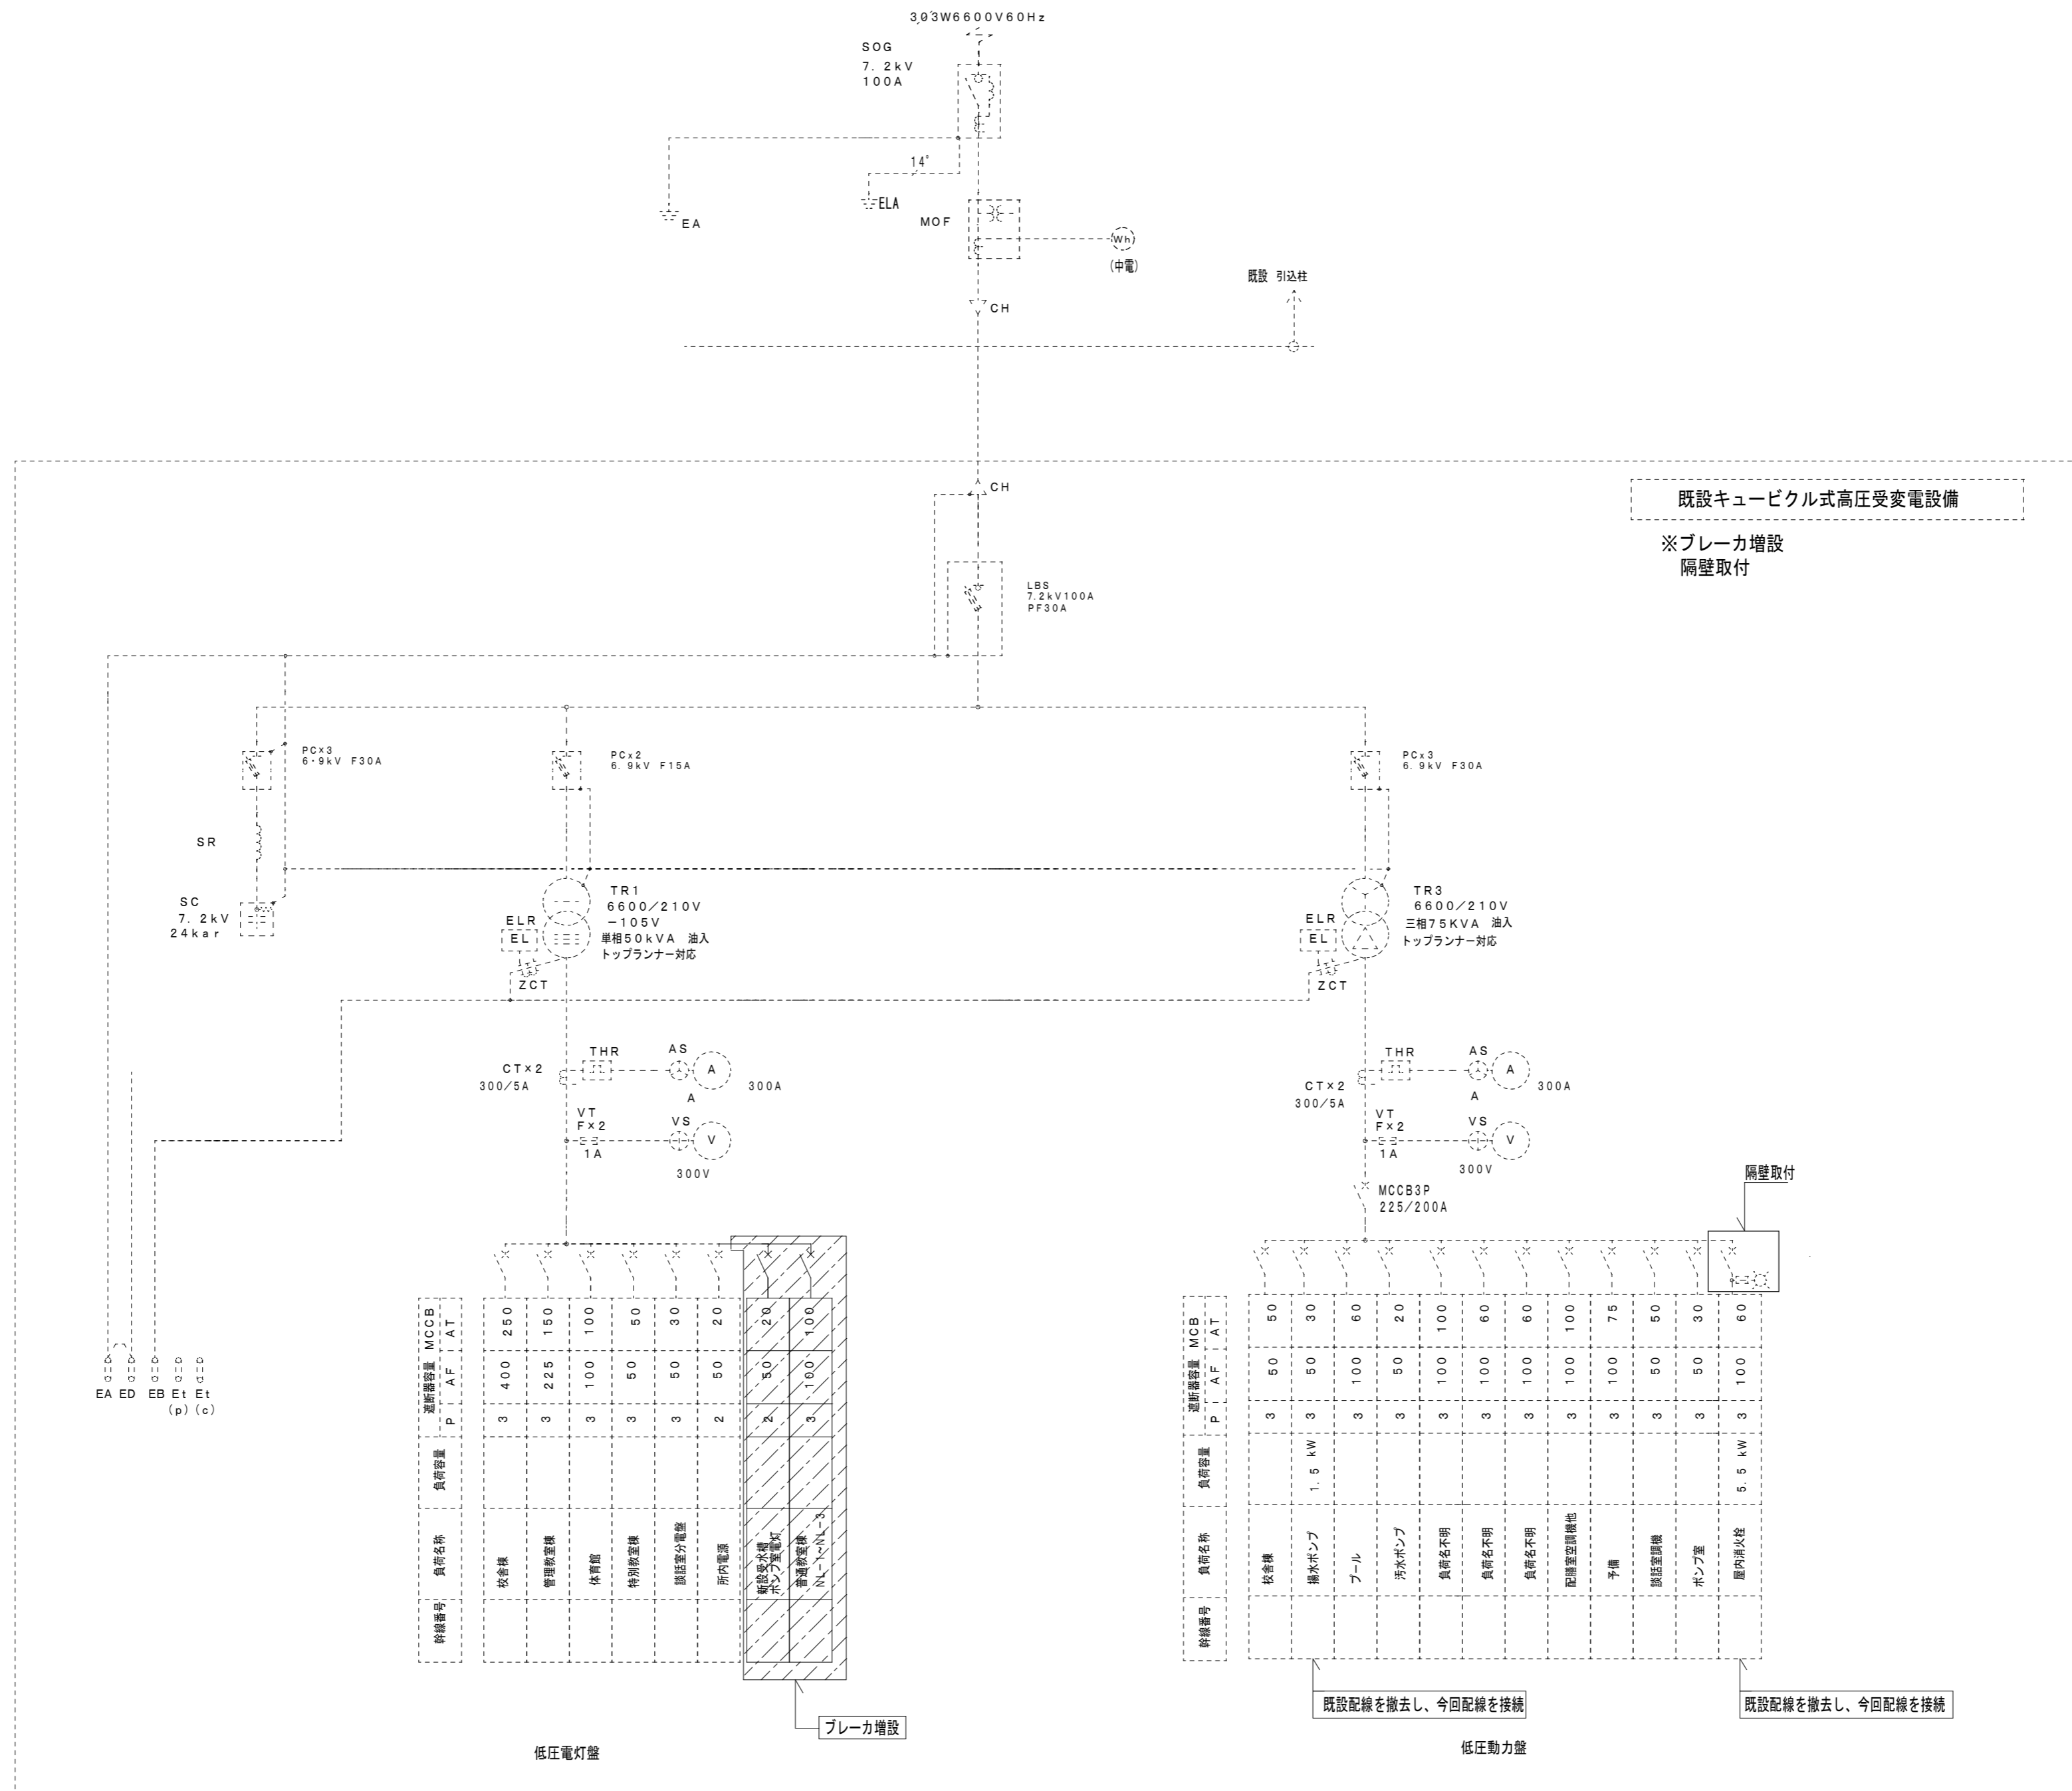 3φ3W6600V60Hz
SOG
7.2kV
100A
14°
EA
ELA
MOF
Wh
(中電)
CH
既設 引込柱
CH
既設キュービクル式高圧受変電設備
※ブレーカ増設
隔壁取付
LBS
7.2kV100A
PF30A
PC×3
6・9kV F30A
PCx2
6.9kV F15A
PCx3
6.9kV F30A
SR
SC
7.2kV
24kar
TR1
6600/210V
-105V
単相50kVA 油入
トップランナー対応
ELR
EL
ZCT
TR3
6600/210V
三相75KVA 油入
トップランナー対応
ELR
EL
ZCT
CT×2
300/5A
THR
AS
A
300A
A
VT
F×2
1A
VS
V
300V
CT×2
300/5A
THR
AS
A
300A
A
VT
F×2
1A
VS
V
300V
MCCB3P
225/200A
隔壁取付
EA ED EB Et Et
(p) (c)
遮断器容量 MCCB
P AF AT
負荷容量
負荷名称
幹線番号
250 150 100 50 30 20 20 100
400 225 100 50 50 50 50 100
3 3 3 3 3 2 2 3
校舎棟
管理教室棟
体育館
特別教室棟
談話室分電盤
所内電源
新設受水槽
ポンプ室電灯
普通教室棟
NL-1~NL-3
ブレーカ増設
低圧電灯盤
遮断器容量 MCB
P AF AT
負荷容量
負荷名称
幹線番号
50 30 60 20 100 60 60 100 75 50 30 60
50 50 100 50 100 100 100 100 100 50 50 100
3 3 3 3 3 3 3 3 3 3 3 3
1.5 kW
5.5 kW
校舎棟
揚水ポンプ
プール
汚水ポンプ
負荷名不明
負荷名不明
負荷名不明
配膳室空調機他
予備
談話室調機
ポンプ室
屋内消火栓
既設配線を撤去し、今回配線を接続
既設配線を撤去し、今回配線を接続
低圧動力盤